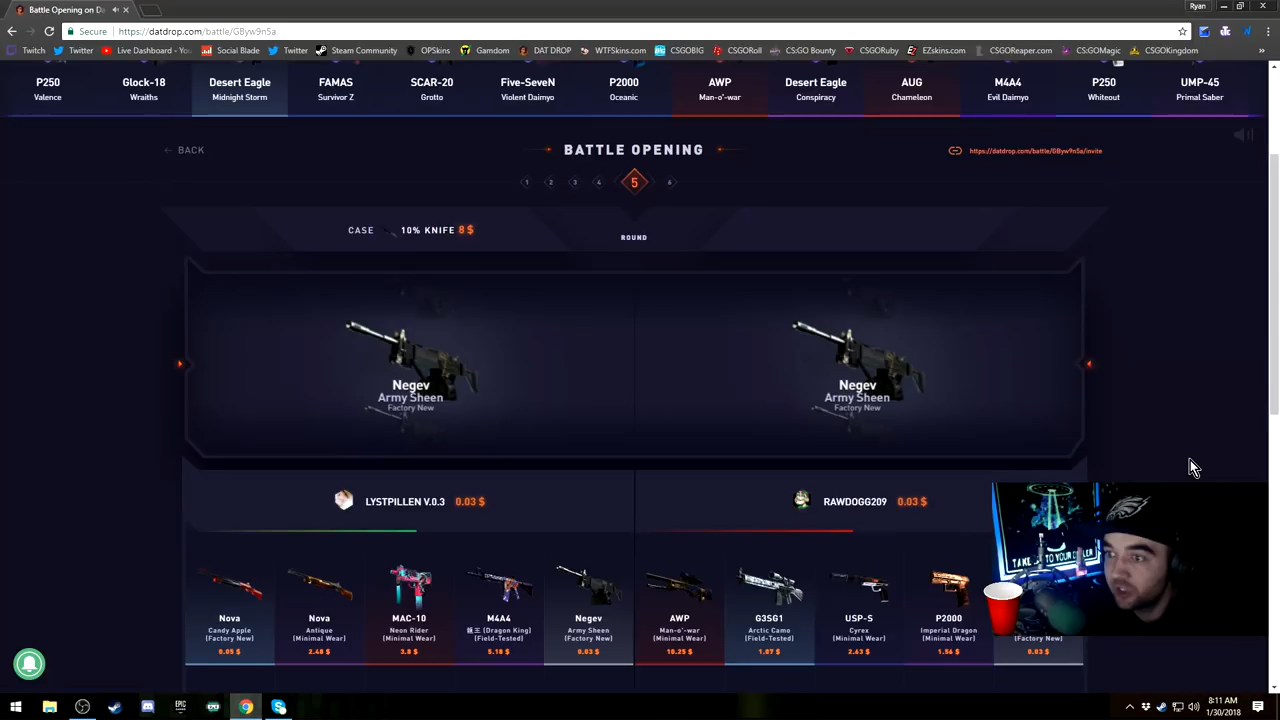 Battle Opening on Da
Ryan
Secure
https://datdrop.com/battle/GByw9n5a
Twitch
Twitter
Live Dashboard - You
Social Blade
Twitter
Steam Community
OPSkins
Gamdom
DAT DROP
WTFSkins.com
CSGOBIG
CSGORoll
CS:GO Bounty
CSGORuby
EZskins.com
CSGOReaper.com
CSGOMagic
CSGOKingdom
P250
Valence
Glock-18
Wraiths
Desert Eagle
Midnight Storm
FAMAS
Survivor Z
SCAR-20
Grotto
Five-SeveN
Violent Daimyo
P2000
Oceanic
AWP
Man-o'-war
Desert Eagle
Conspiracy
AUG
Chameleon
M4A4
Evil Daimyo
P250
Whiteout
UMP-45
Primal Saber
← BACK
BATTLE OPENING
https://datdrop.com/battle/GByw9n5a/invite
1 2 3 4 5 6
CASE 10% KNIFE 8 $
ROUND
Negev
Army Sheen
Factory New
Negev
Army Sheen
Factory New
LYSTPILLEN V.0.3 0.03 $
RAWDOGG209 0.03 $
Nova
Candy Apple
(Factory New)
0.05 $
Nova
Antique
(Minimal Wear)
2.48 $
MAC-10
Neon Rider
(Minimal Wear)
3.8 $
M4A4
龍王 (Dragon King)
(Field-Tested)
5.18 $
Negev
Army Sheen
(Factory New)
0.03 $
AWP
Man-o'-war
(Minimal Wear)
10.25 $
G3SG1
Arctic Camo
(Field-Tested)
1.07 $
USP-S
Cyrex
(Minimal Wear)
2.63 $
P2000
Imperial Dragon
(Minimal Wear)
1.56 $
(Factory New)
0.03 $
EPIC
8:11 AM
1/30/2018